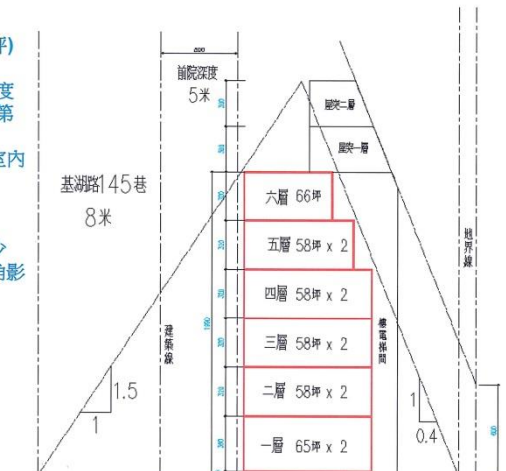 坪)
度
第
室內
少
角影
前院深度
5米
基湖路145巷
8米
建築線
1.5
1
屋突二層
屋突一層
六層 66坪
五層 58坪 x 2
四層 58坪 x 2
三層 58坪 x 2
二層 58坪 x 2
一層 65坪 x 2
樓電梯間
地界線
1
0.4